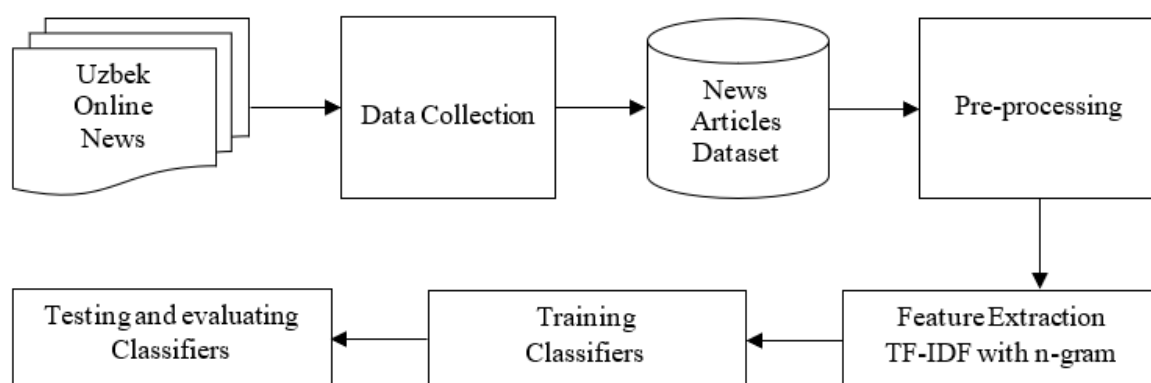 Uzbek
Online
News
Data Collection
News
Articles
Dataset
Pre-processing
Feature Extraction
TF-IDF with n-gram
Training
Classifiers
Testing and evaluating
Classifiers